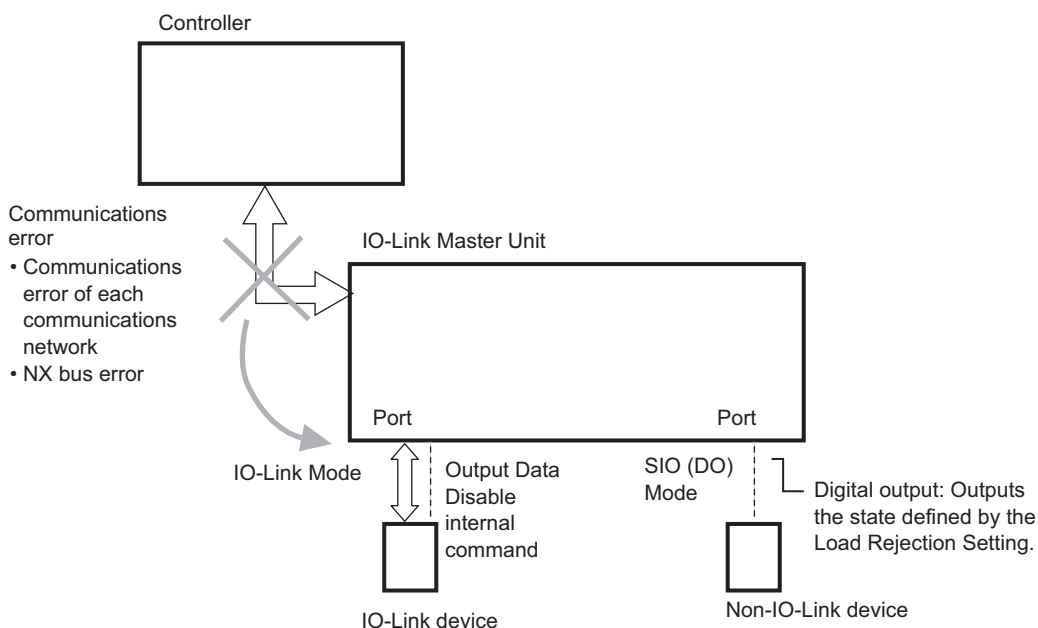 Controller
Communications
error
• Communications
error of each
communications
network
• NX bus error
IO-Link Master Unit
Port
Port
IO-Link Mode
Output Data
Disable
internal
command
SIO (DO)
Mode
Digital output: Outputs
the state defined by the
Load Rejection Setting.
IO-Link device
Non-IO-Link device